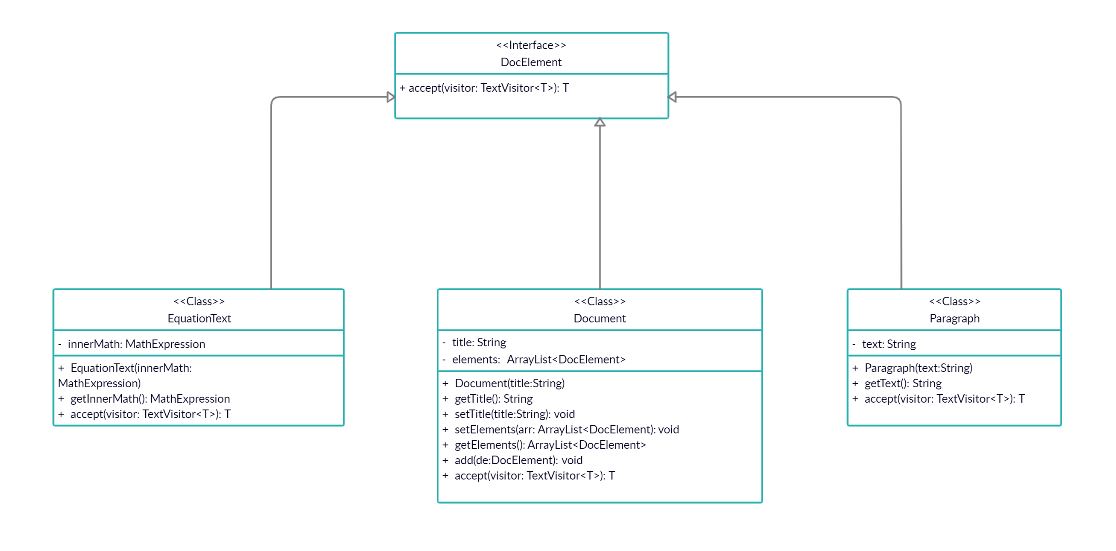 <<Interface>>
DocElement
+ accept(visitor: TextVisitor<T>): T
<<Class>>
EquationText
- innerMath: MathExpression
+ EquationText(innerMath:
MathExpression)
+ getInnerMath(): MathExpression
+ accept(visitor: TextVisitor<T>): T
<<Class>>
Document
- title: String
- elements: ArrayList<DocElement>
+ Document(title:String)
+ getTitle(): String
+ setTitle(title:String): void
+ setElements(arr: ArrayList<DocElement): void
+ getElements(): ArrayList<DocElement>
+ add(de:DocElement): void
+ accept(visitor: TextVisitor<T>): T
<<Class>>
Paragraph
- text: String
+ Paragraph(text:String)
+ getText(): String
+ accept(visitor: TextVisitor<T>): T